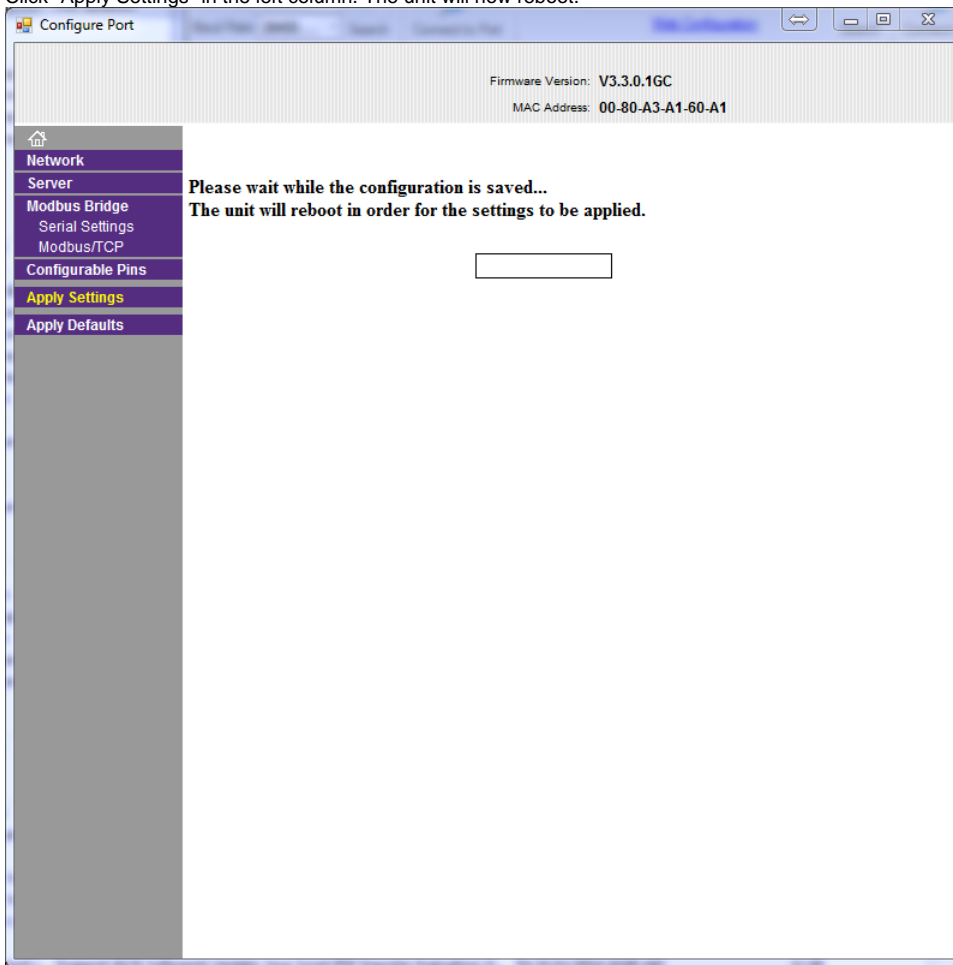 Click "Apply Settings" in the left column. The unit will now reboot.
Configure Port
Firmware Version: V3.3.0.1GC
MAC Address: 00-80-A3-A1-60-A1
Network
Server
Modbus Bridge
Serial Settings
Modbus/TCP
Configurable Pins
Apply Settings
Apply Defaults
Please wait while the configuration is saved...
The unit will reboot in order for the settings to be applied.